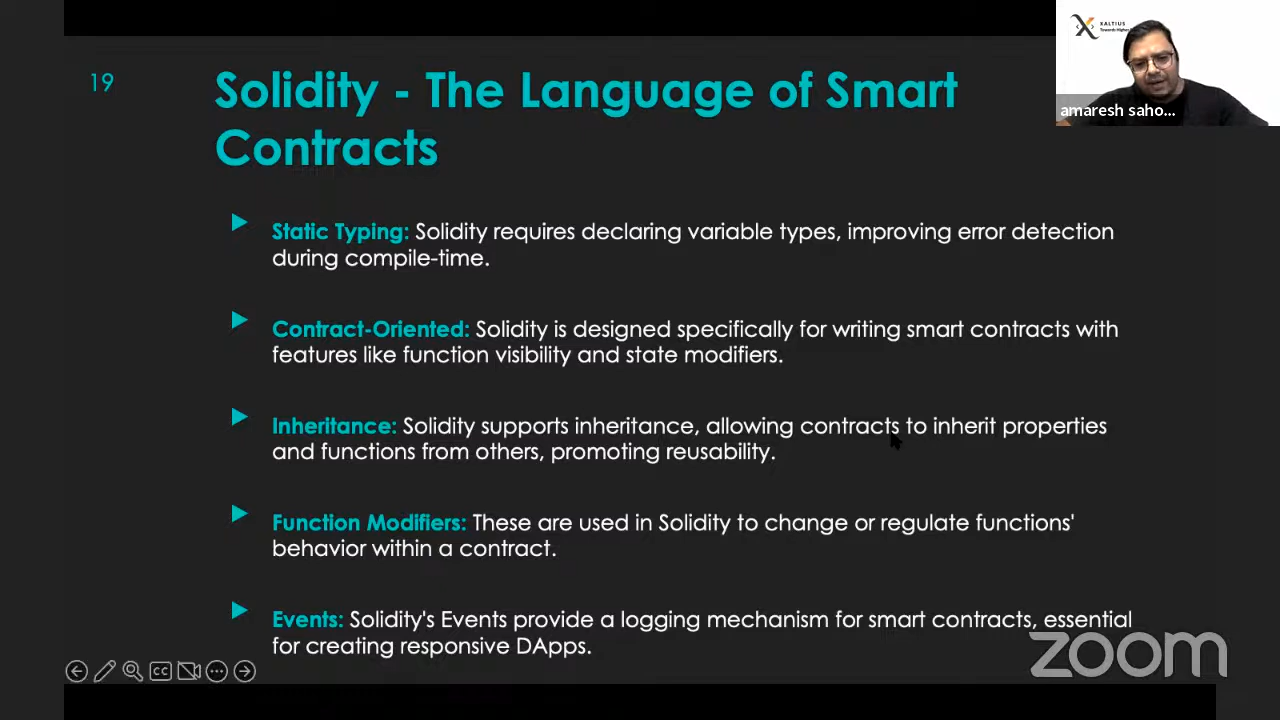 19
Solidity - The Language of Smart
Contracts
XALTIUS
Towards Higher
amaresh saho...
Static Typing: Solidity requires declaring variable types, improving error detection
during compile-time.
Contract-Oriented: Solidity is designed specifically for writing smart contracts with
features like function visibility and state modifiers.
Inheritance: Solidity supports inheritance, allowing contracts to inherit properties
and functions from others, promoting reusability.
Function Modifiers: These are used in Solidity to change or regulate functions'
behavior within a contract.
Events: Solidity's Events provide a logging mechanism for smart contracts, essential
for creating responsive DApps.
CC
zoom